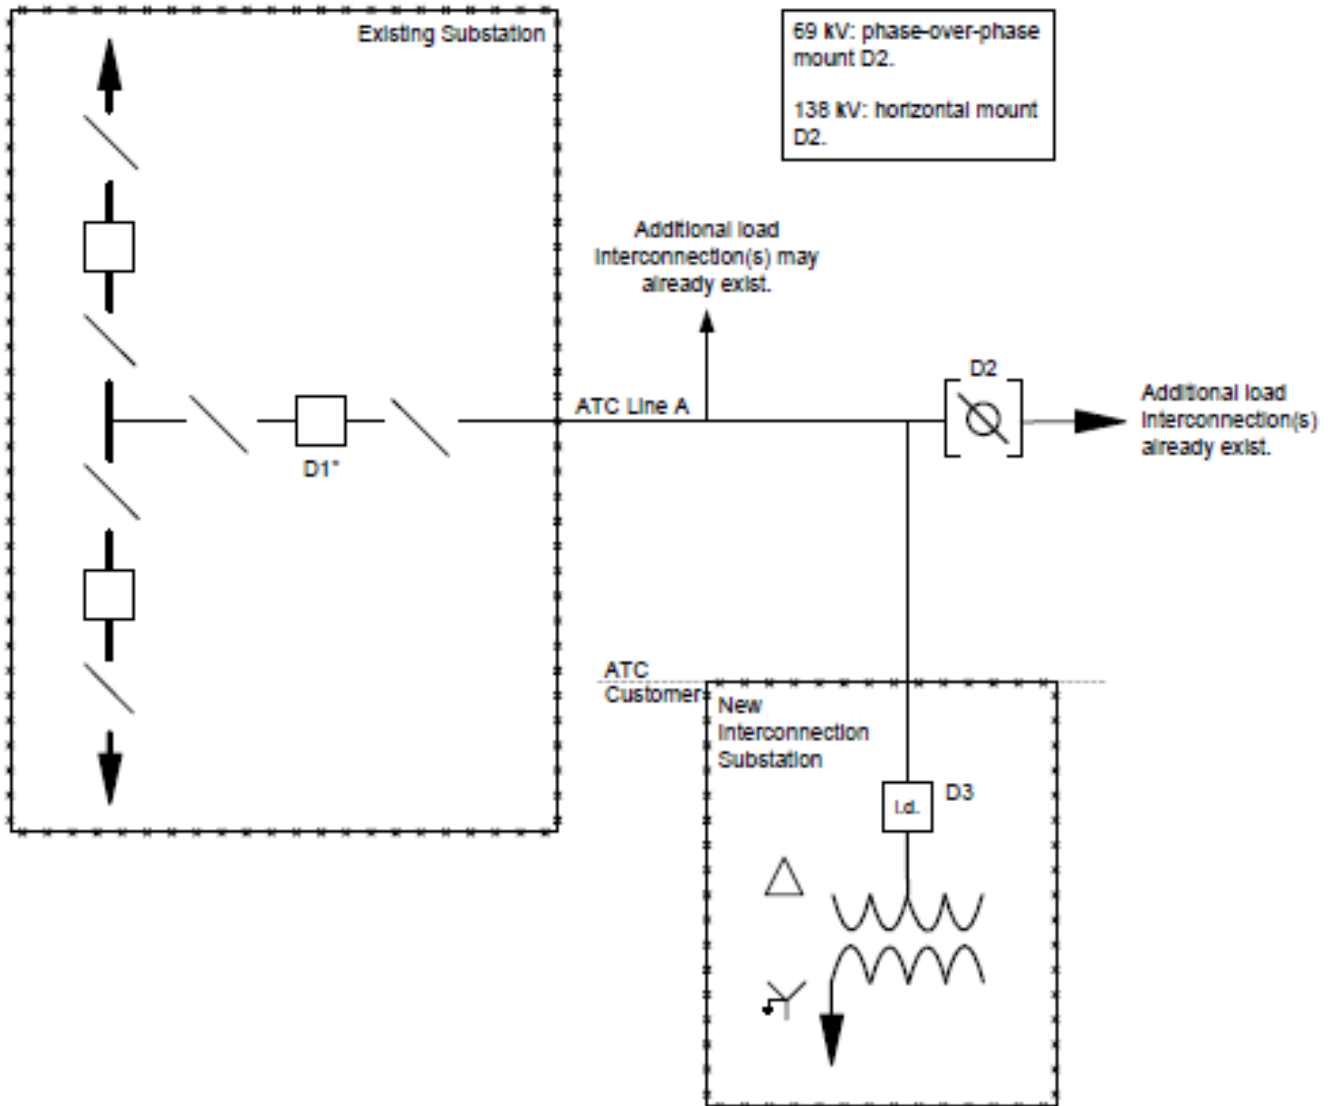 Existing Substation
69 kV: phase-over-phase
mount D2.
138 kV: horizontal mount
D2.
Additional load
Interconnection(s) may
already exist.
D2
ATC Line A
Additional load
Interconnection(s)
already exist.
D1*
ATC
Customer
New
Interconnection
Substation
i.d.
D3